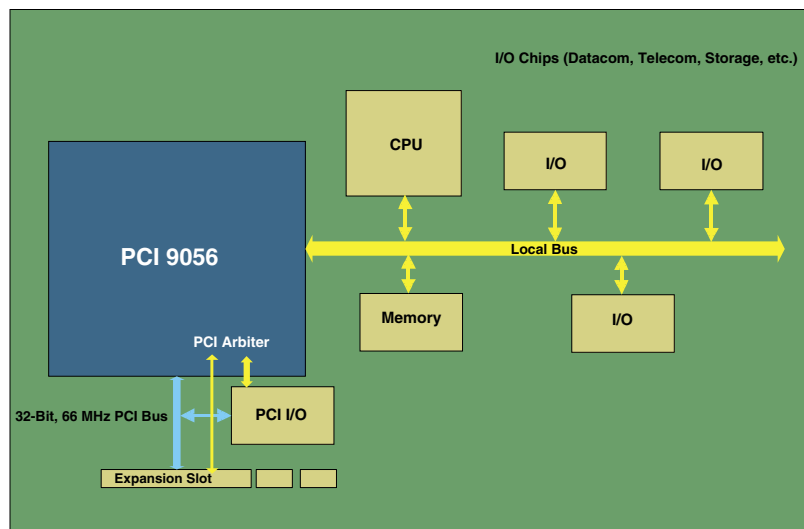 I/O Chips (Datacom, Telecom, Storage, etc.)
CPU
I/O
I/O
PCI 9056
Local Bus
Memory
I/O
PCI Arbiter
32-Bit, 66 MHz PCI Bus
PCI I/O
Expansion Slot